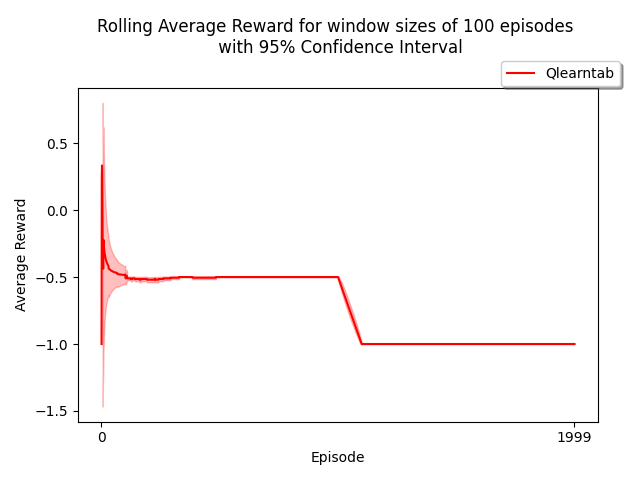 Rolling Average Reward for window sizes of 100 episodes
with 95% Confidence Interval
Qlearntab
Average Reward
0.5
0.0
−0.5
−1.0
−1.5
0
1999
Episode